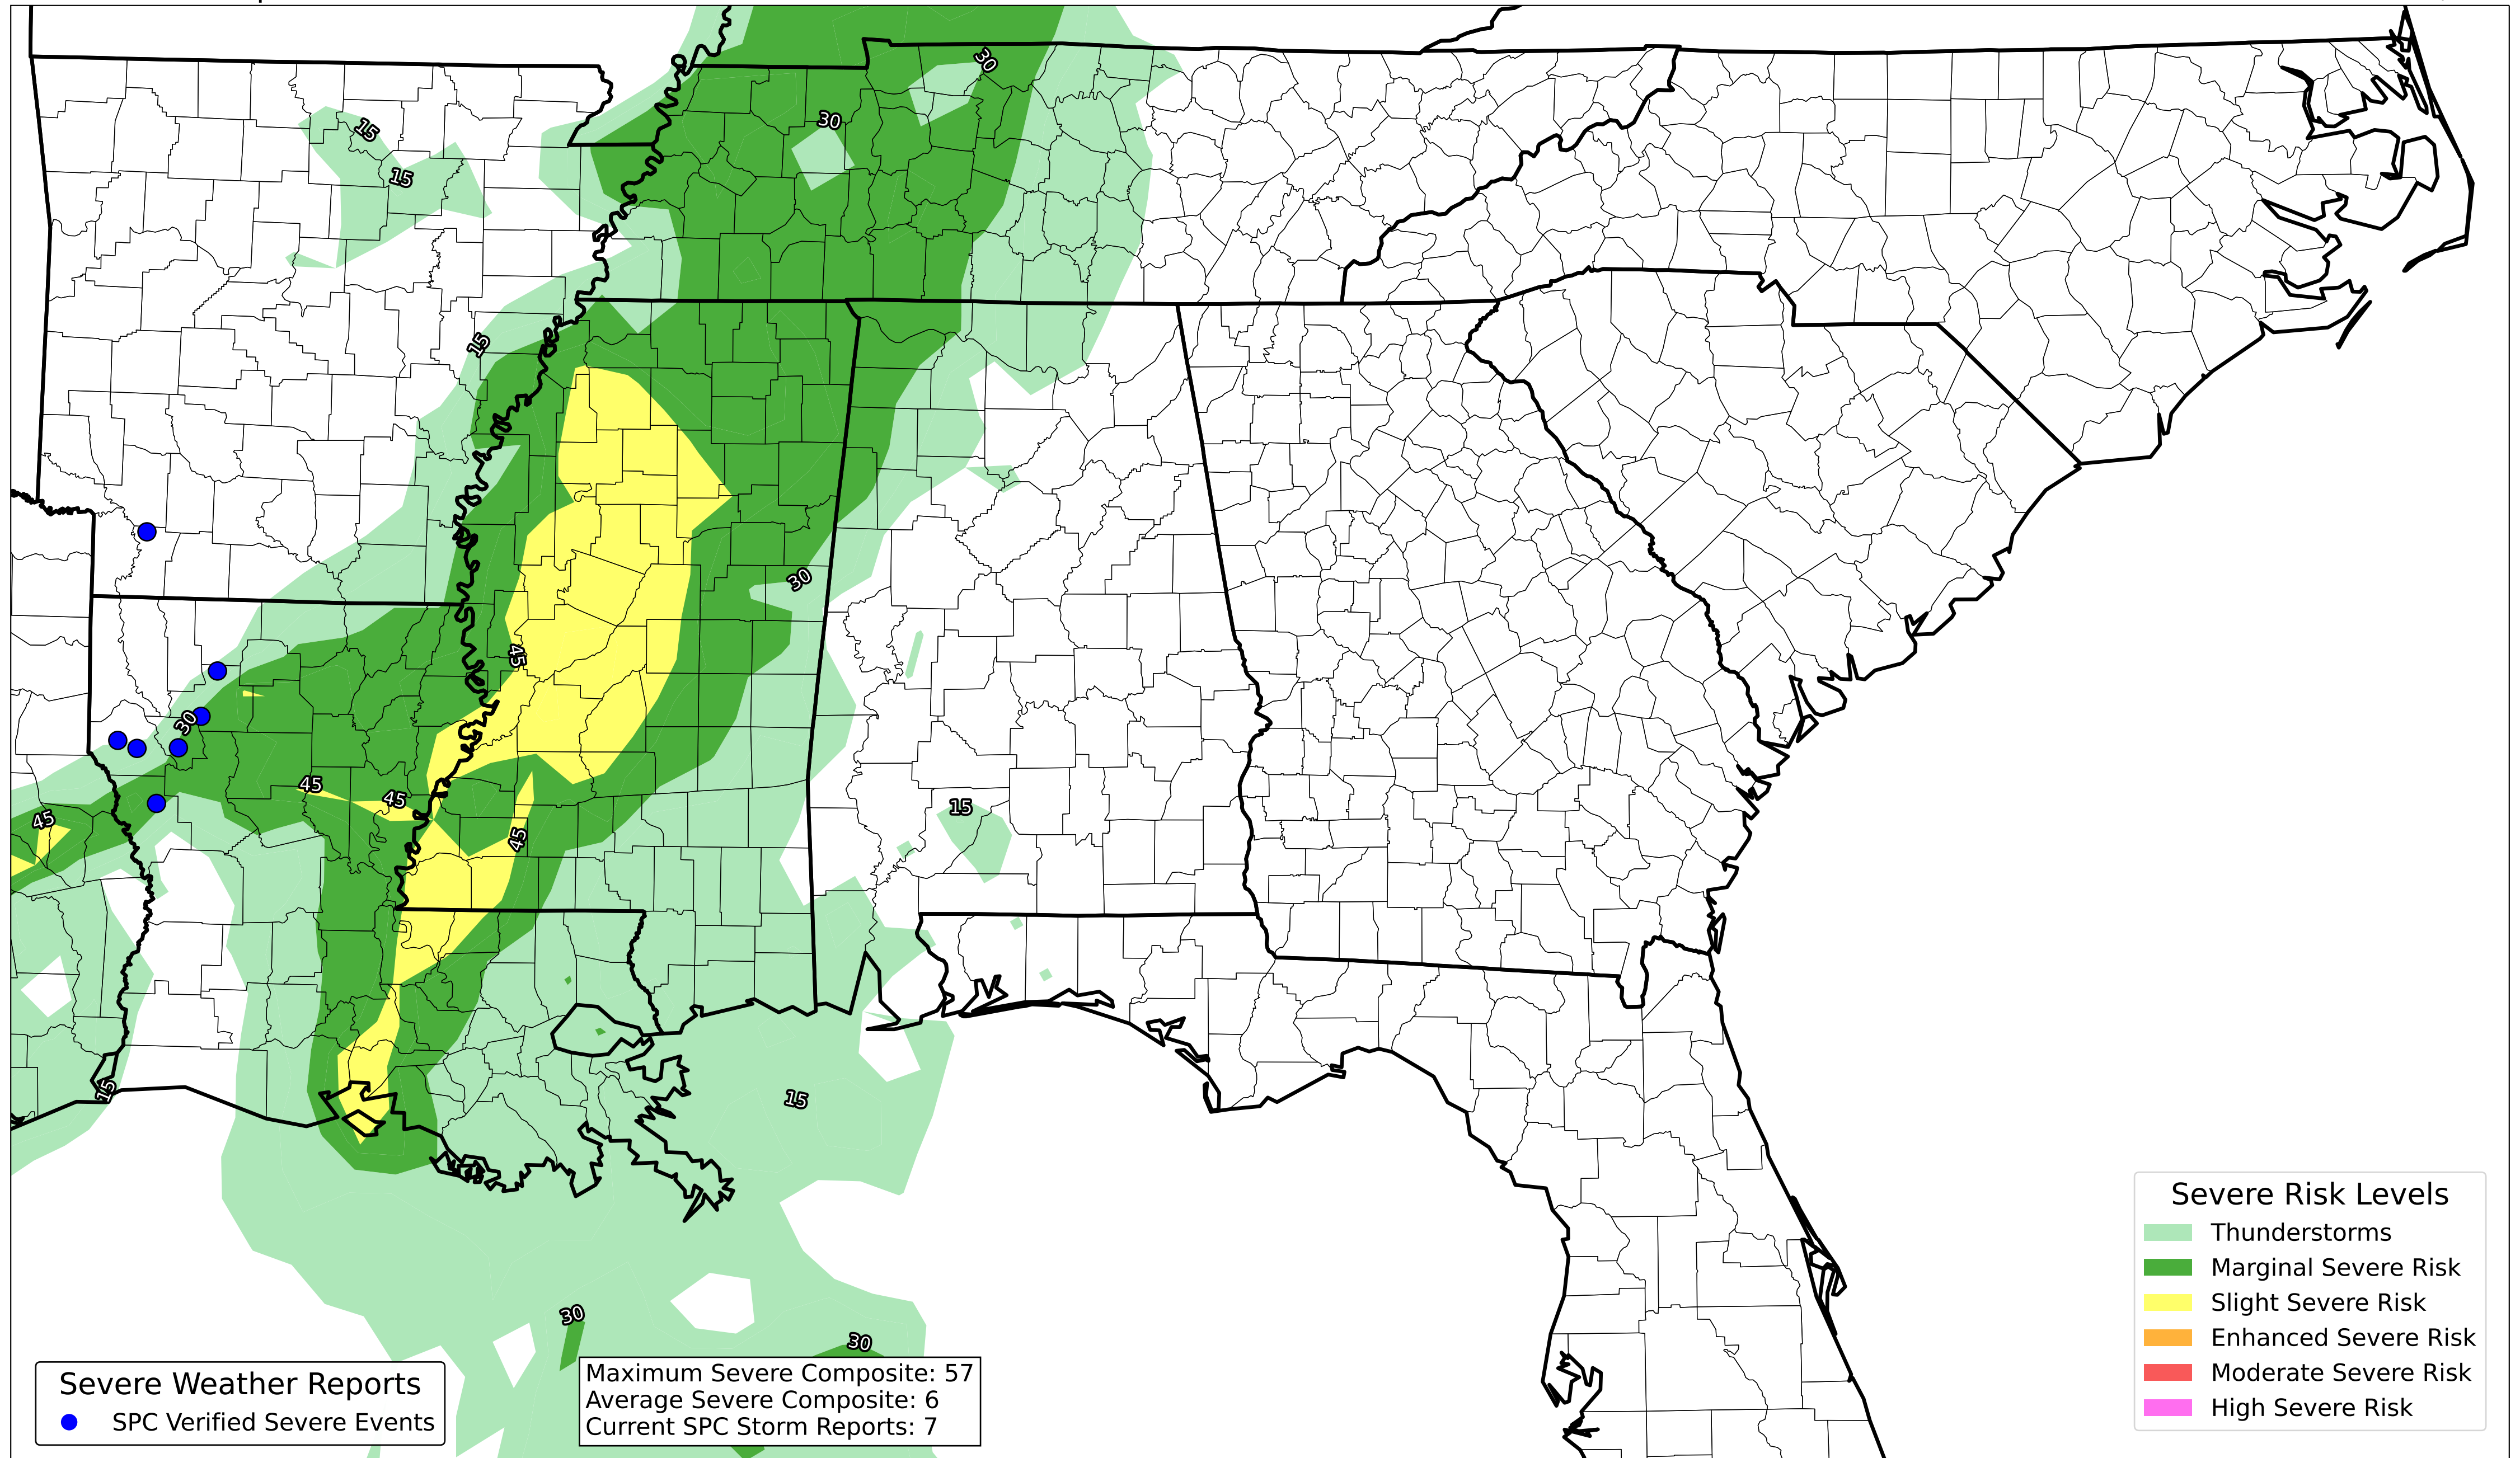 30
30
15
15
15
30
45
30
45
45
45
45
15
15
15
30
30
Severe Risk Levels
Thunderstorms
Marginal Severe Risk
Slight Severe Risk
Enhanced Severe Risk
Moderate Severe Risk
High Severe Risk
Severe Weather Reports
SPC Verified Severe Events
Maximum Severe Composite: 57
Average Severe Composite: 6
Current SPC Storm Reports: 7